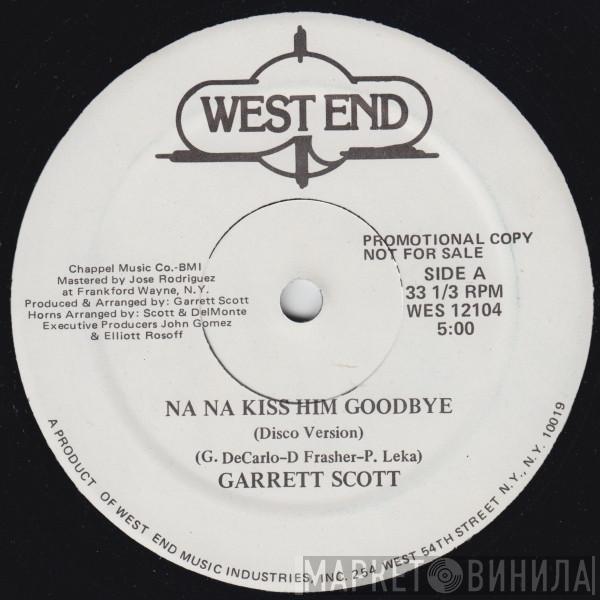 WEST END
PROMOTIONAL COPY
NOT FOR SALE
SIDE A
33 1/3 RPM
WES 12104
5:00
Chappel Music Co.-BMI
Mastered by Jose Rodriguez
at Frankford Wayne, N.Y.
Produced & Arranged by: Garrett Scott
Horns Arranged by: Scott & DelMonte
Executive Producers John Gomez
& Elliott Rosoff
NA NA KISS HIM GOODBYE
(Disco Version)
(G. DeCarlo-D Frasher-P. Leka)
GARRETT SCOTT
A PRODUCT OF WEST END MUSIC INDUSTRIES, INC. 254 WEST 54TH STREET N.Y., N.Y. 10019
МАРКЕТ ВИНИЛА